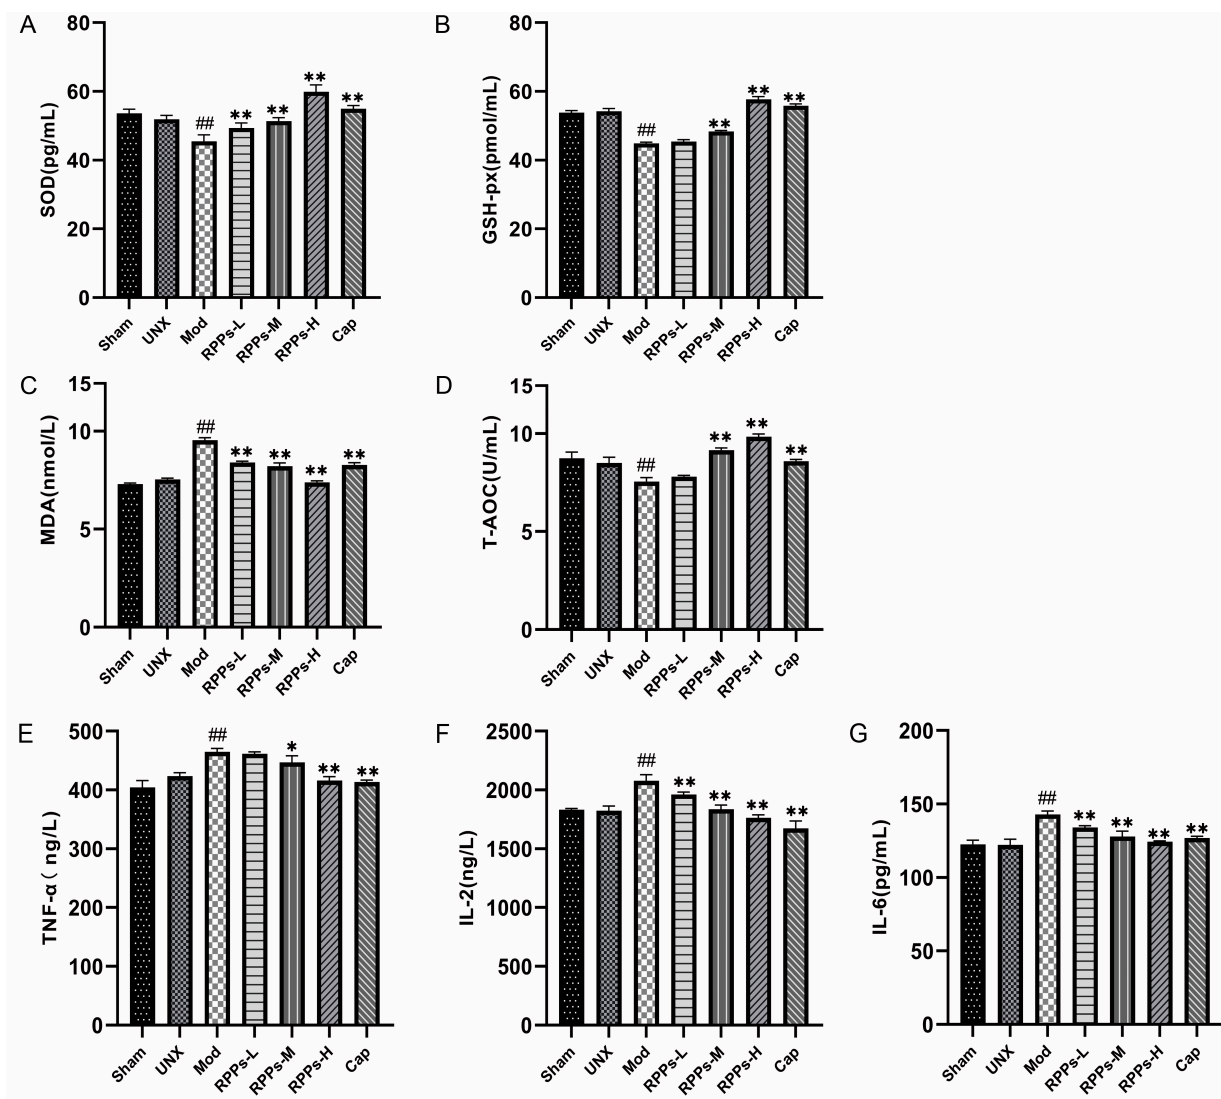 A
SOD(pg/mL)
80
60
40
20
0
##
**
**
**
**
Sham
UNX
Mod
RPPs-L
RPPs-M
RPPs-H
Cap
B
GSH-px(pmol/mL)
80
60
40
20
0
##
**
**
**
Sham
UNX
Mod
RPPs-L
RPPs-M
RPPs-H
Cap
C
MDA(nmol/L)
15
10
5
0
##
**
**
**
**
Sham
UNX
Mod
RPPs-L
RPPs-M
RPPs-H
Cap
D
T-AOC(U/mL)
15
10
5
0
##
**
**
**
Sham
UNX
Mod
RPPs-L
RPPs-M
RPPs-H
Cap
E
TNF-α（ng/L)
500
400
300
200
100
0
##
*
**
**
Sham
UNX
Mod
RPPs-L
RPPs-M
RPPs-H
Cap
F
IL-2(ng/L)
2500
2000
1500
1000
500
0
##
**
**
**
**
Sham
UNX
Mod
RPPs-L
RPPs-M
RPPs-H
Cap
G
IL-6(pg/mL)
200
150
100
50
0
##
**
**
**
**
Sham
UNX
Mod
RPPs-L
RPPs-M
RPPs-H
Cap